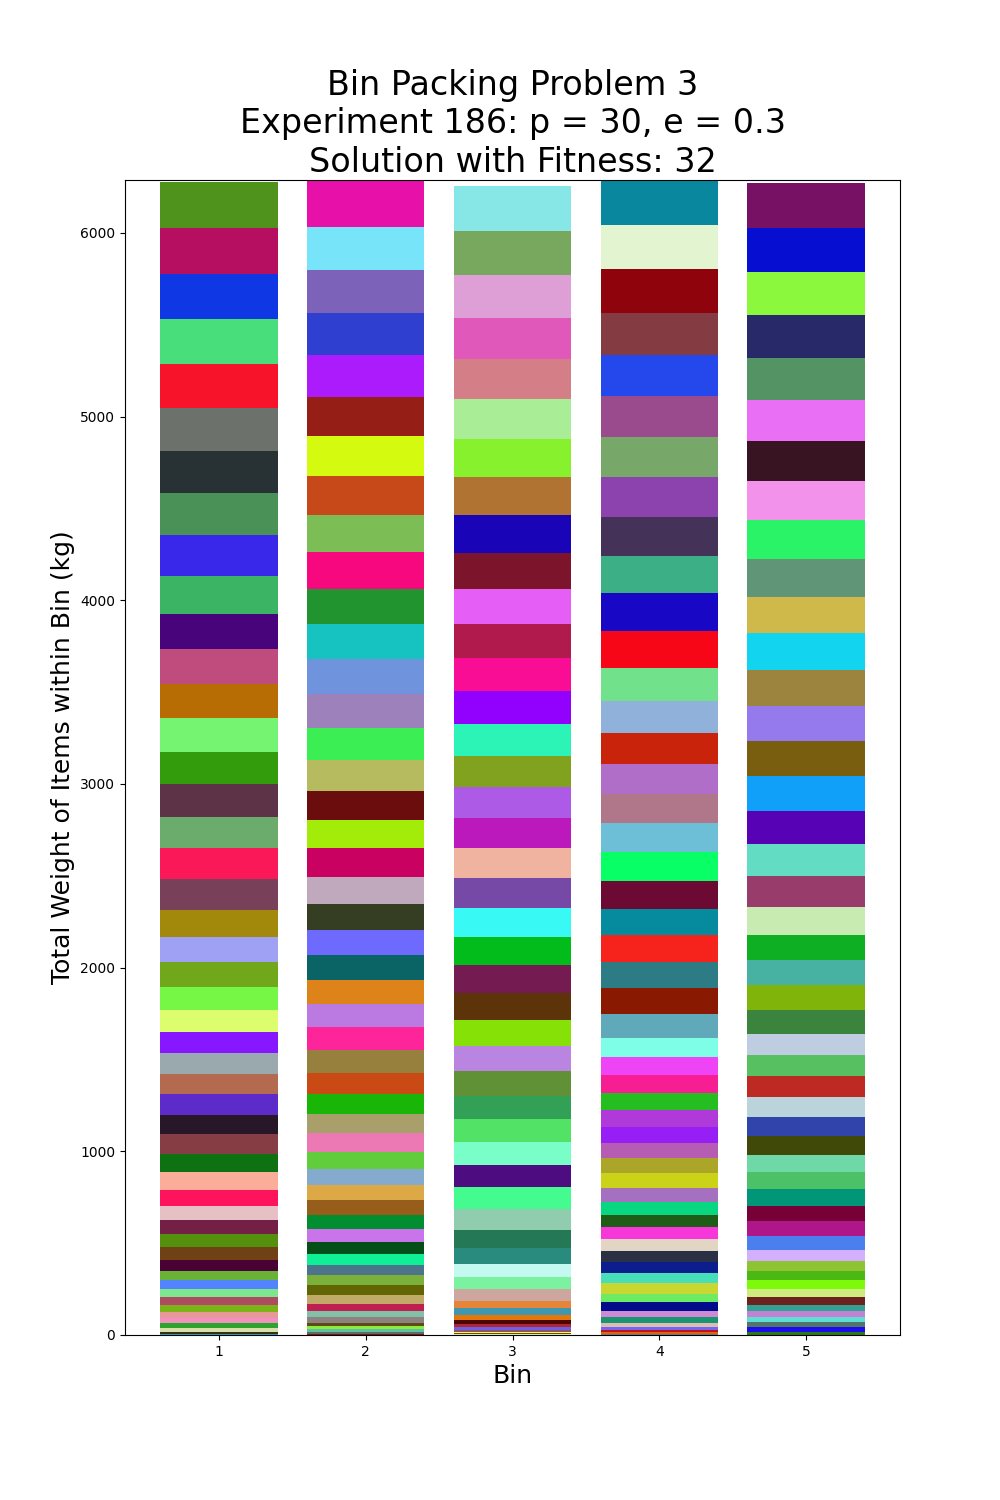 Bin Packing Problem 3
Experiment 186: p = 30, e = 0.3
Solution with Fitness: 32
Total Weight of Items within Bin (kg)
6000
5000
4000
3000
2000
1000
0
1 2 3 4 5
Bin